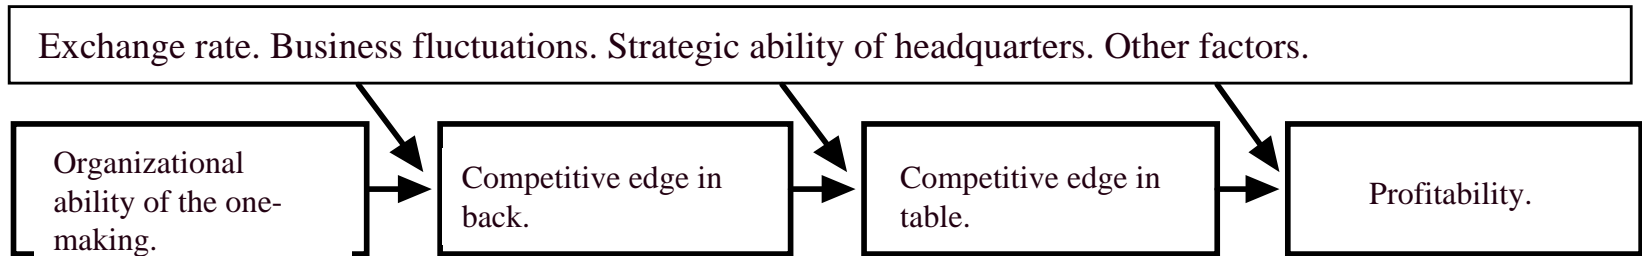 Exchange rate. Business fluctuations. Strategic ability of headquarters. Other factors.
Organizational
ability of the one-
making.
Competitive edge in
back.
Competitive edge in
table.
Profitability.